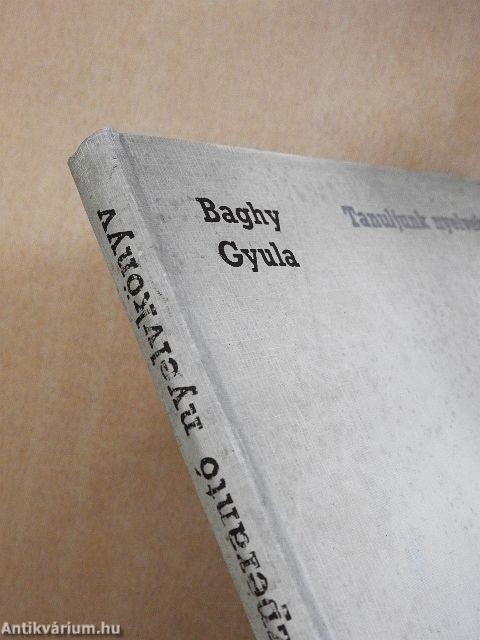 Baghy
Gyula
Tanuljunk
nyelvkönyv
Antikvárium.hu